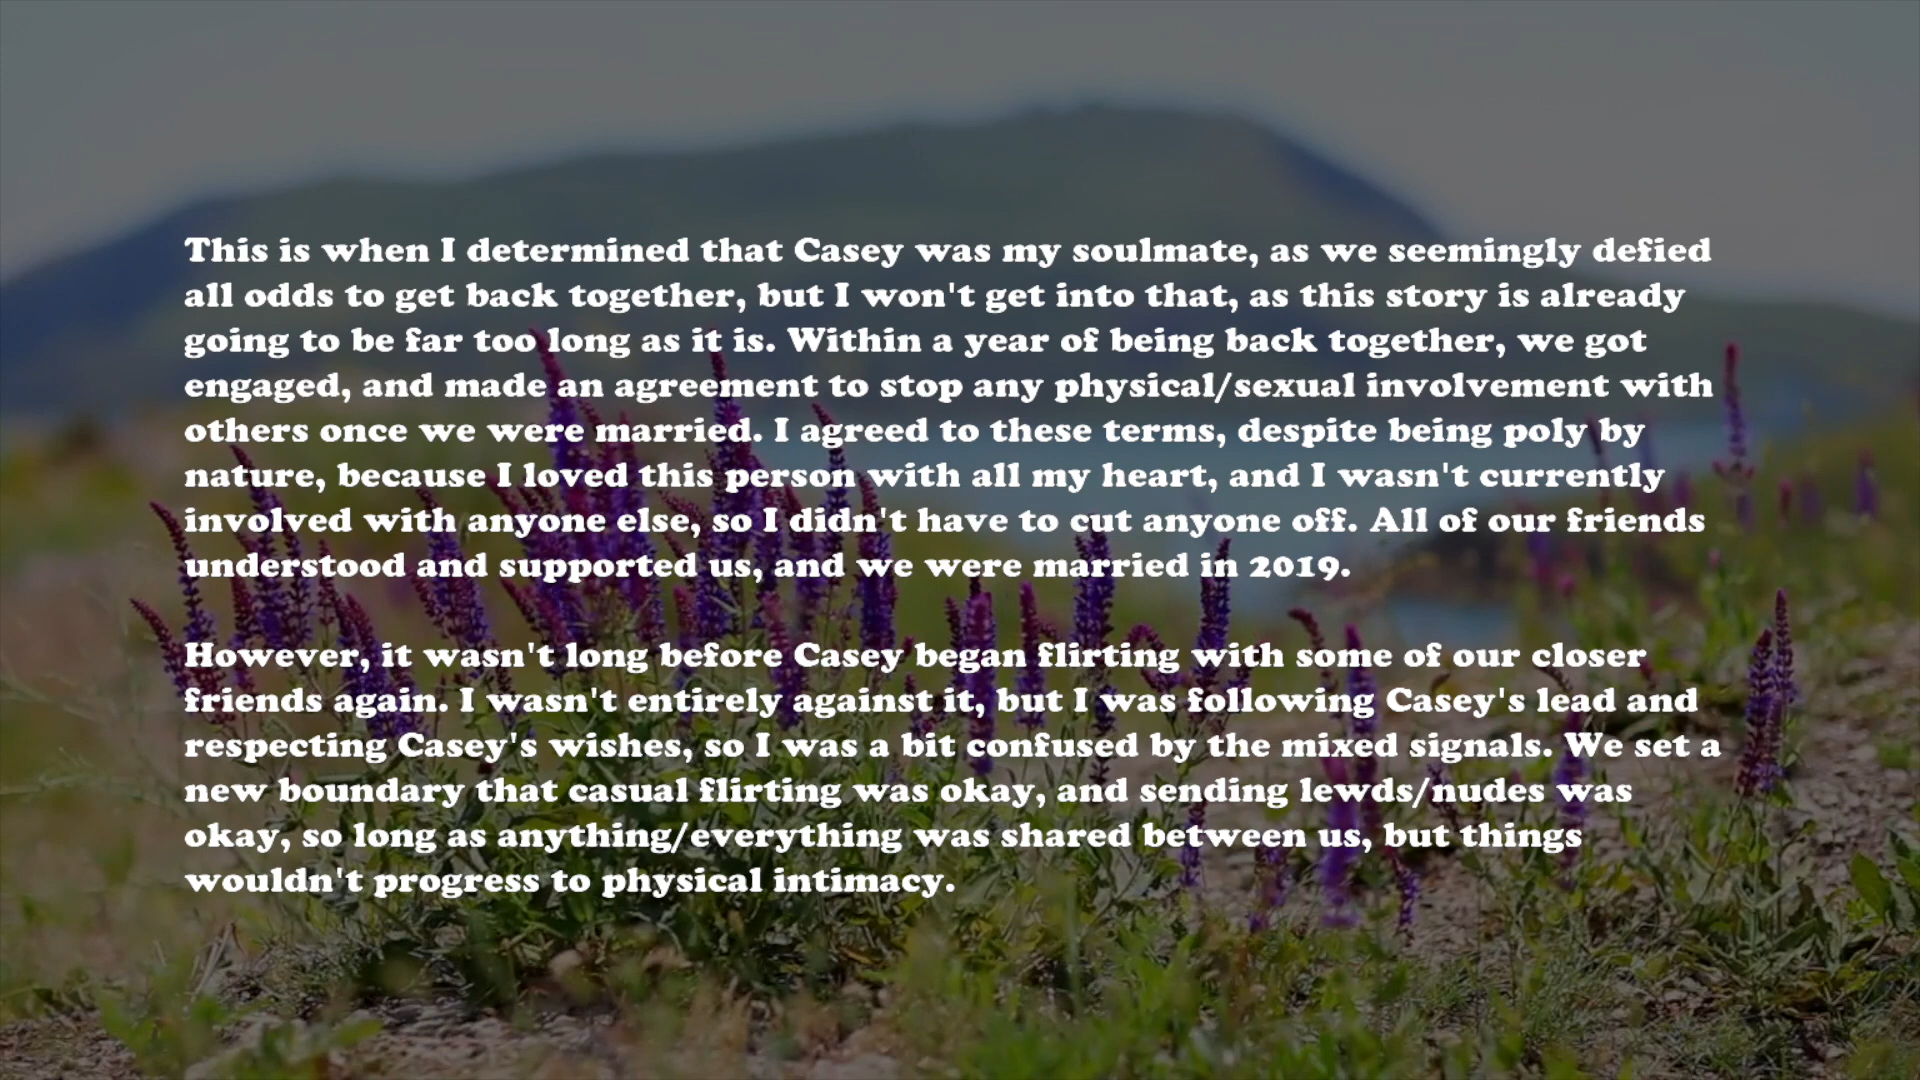 This is when I determined that Casey was my soulmate, as we seemingly defied
all odds to get back together, but I won't get into that, as this story is already
going to be far too long as it is. Within a year of being back together, we got
engaged, and made an agreement to stop any physical/sexual involvement with
others once we were married. I agreed to these terms, despite being poly by
nature, because I loved this person with all my heart, and I wasn't currently
involved with anyone else, so I didn't have to cut anyone off. All of our friends
understood and supported us, and we were married in 2019.
However, it wasn't long before Casey began flirting with some of our closer
friends again. I wasn't entirely against it, but I was following Casey's lead and
respecting Casey's wishes, so I was a bit confused by the mixed signals. We set a
new boundary that casual flirting was okay, and sending lewds/nudes was
okay, so long as anything/everything was shared between us, but things
wouldn't progress to physical intimacy.